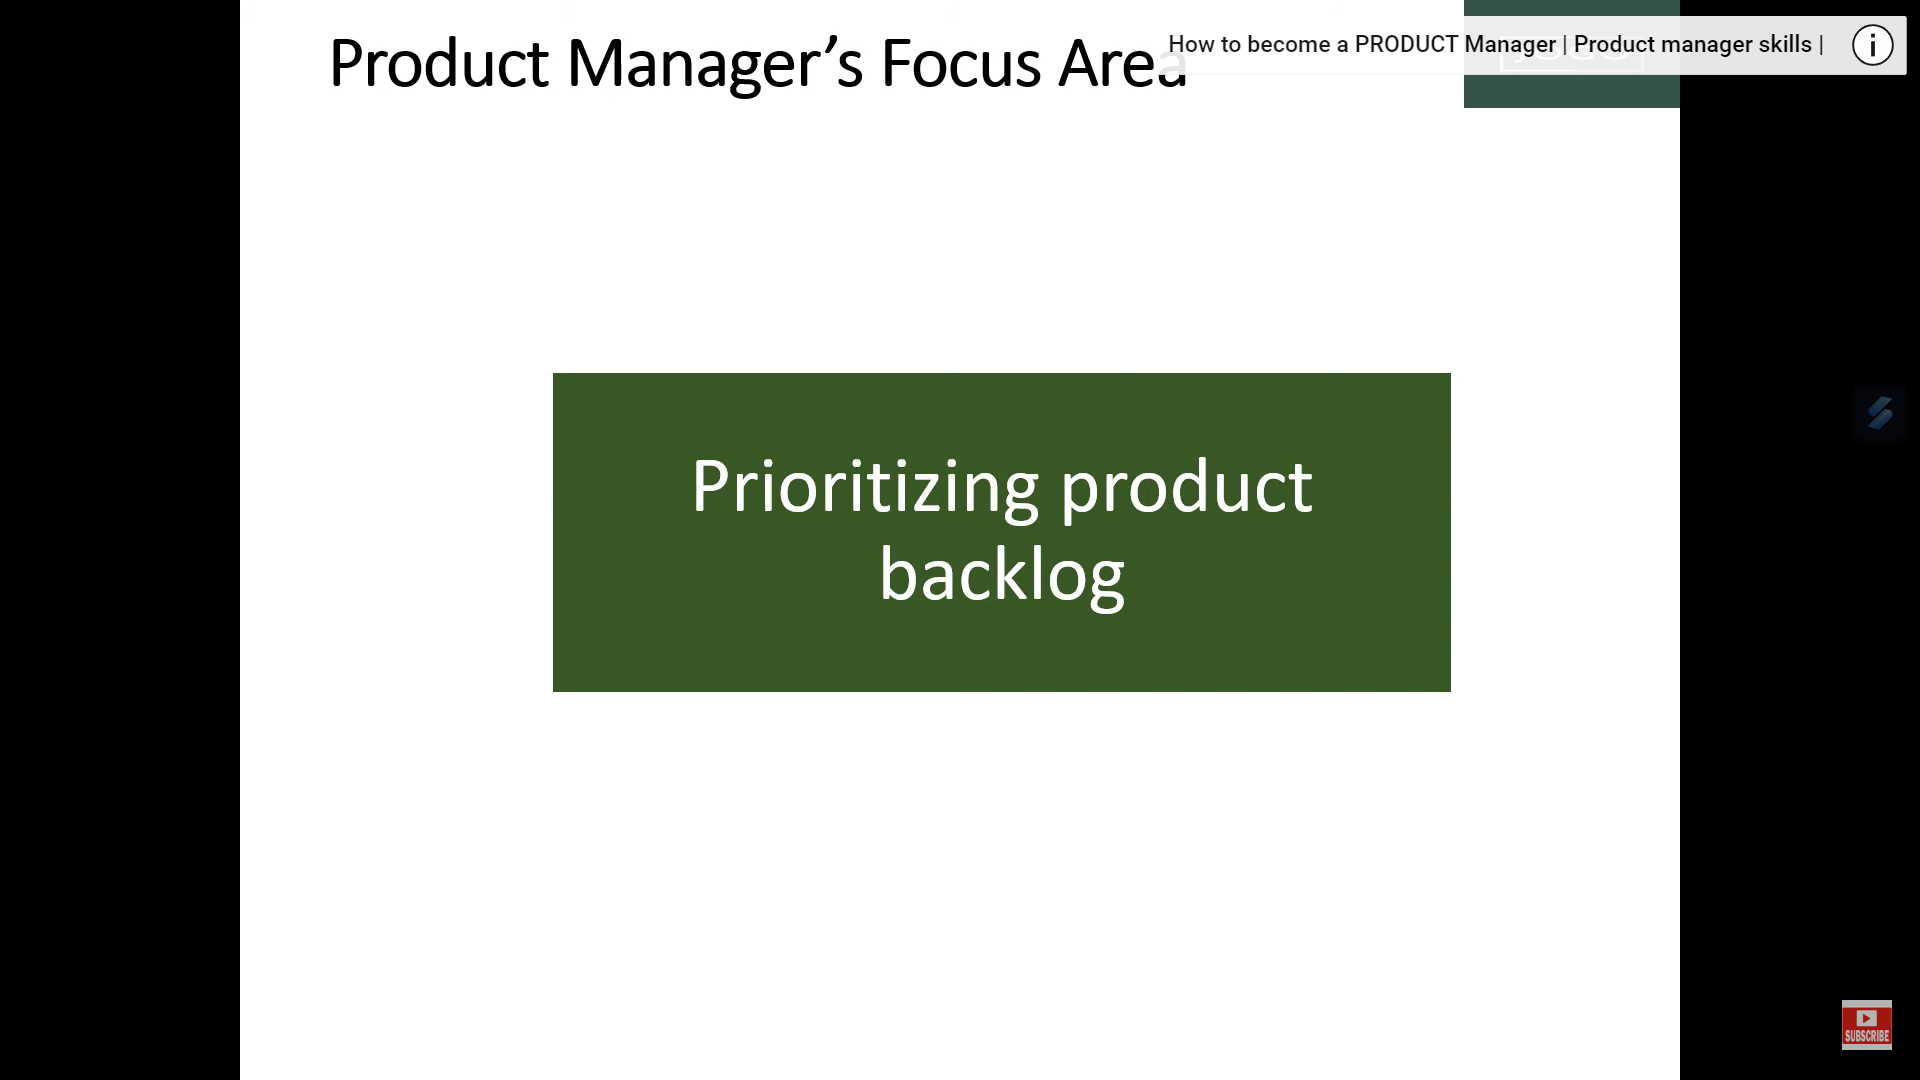 Product Manager's Focus Area
How to become a PRODUCT Manager | Product manager skills |
Prioritizing product
backlog
SUBSCRIBE